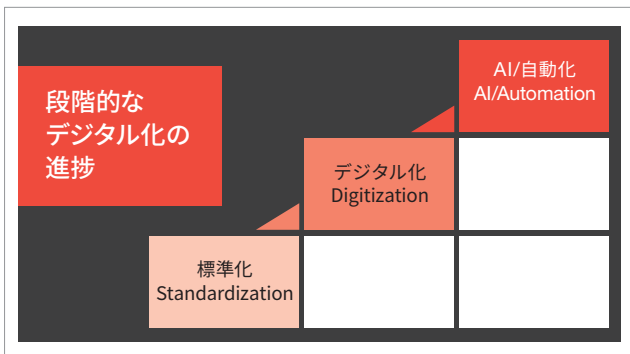 段階的な
デジタル化の
進捗
AI/自動化
AI/Automation
デジタル化
Digitization
標準化
Standardization